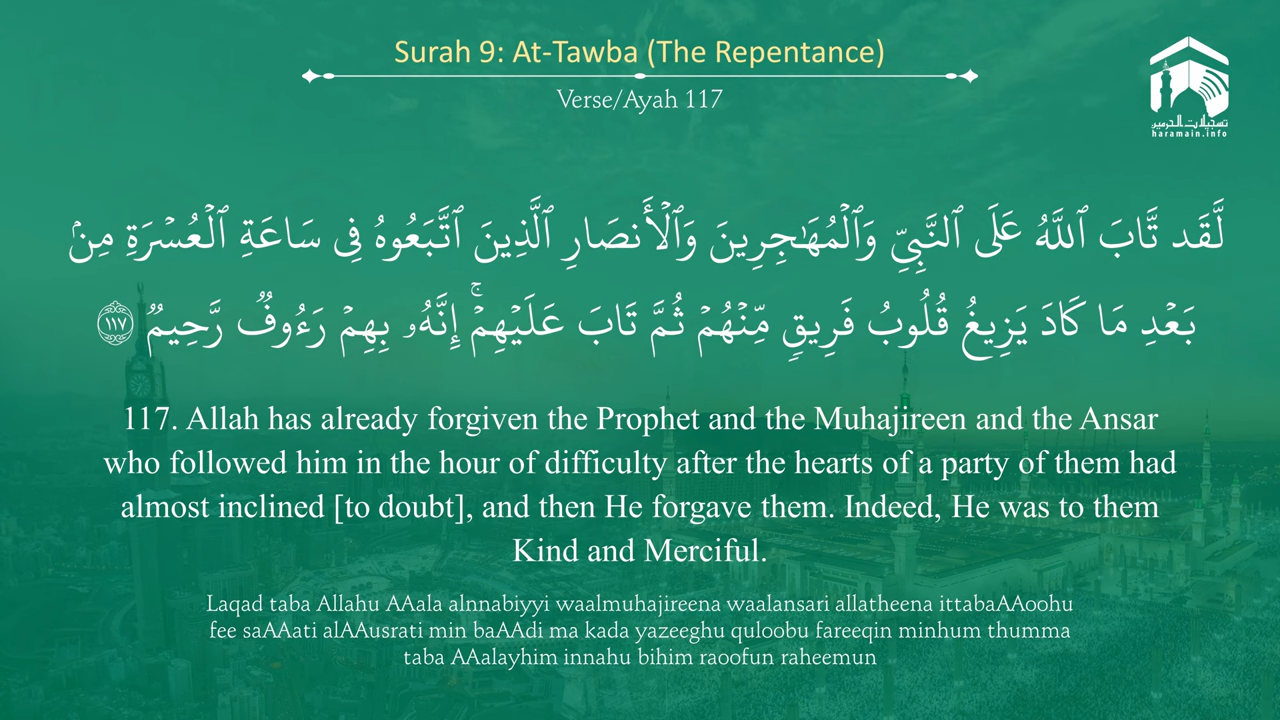 Surah 9: At-Tawba (The Repentance)
Verse/Ayah 117
تسجيلات الحرمين
haramain.info
لَّقَد تَّابَ ٱللَّهُ عَلَى ٱلنَّبِىِّ وَٱلْمُهَـٰجِرِينَ وَٱلْأَنصَارِ ٱلَّذِينَ ٱتَّبَعُوهُ فِى سَاعَةِ ٱلْعُسْرَةِ مِنۢ
بَعْدِ مَا كَادَ يَزِيغُ قُلُوبُ فَرِيقٍ مِّنْهُمْ ثُمَّ تَابَ عَلَيْهِمْ ۚ إِنَّهُۥ بِهِمْ رَءُوفٌ رَّحِيمٌ ١١٧
117. Allah has already forgiven the Prophet and the Muhajireen and the Ansar
who followed him in the hour of difficulty after the hearts of a party of them had
almost inclined [to doubt], and then He forgave them. Indeed, He was to them
Kind and Merciful.
Laqad taba Allahu AAala alnnabiyyi waalmuhajireena waalansari allatheena ittabaAAoohu
fee saAAati alAAusrati min baAAdi ma kada yazeeghu quloobu fareeqin minhum thumma
taba AAalayhim innahu bihim raoofun raheemun